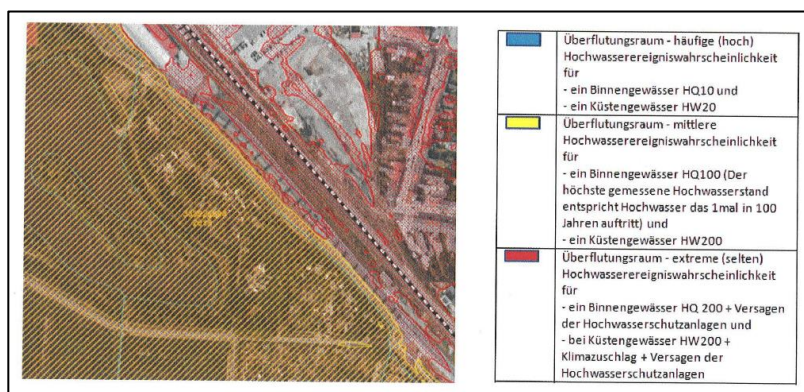 Überflutungsraum - häufige (hoch)
Hochwasserereigniswahrscheinlichkeit
für
- ein Binnengewässer HQ10 und
- ein Küstengewässer HW20
Überflutungsraum - mittlere
Hochwasserereigniswahrscheinlichkeit
für
- ein Binnengewässer HQ100 (Der
höchste gemessene Hochwasserstand
entspricht Hochwasser das 1mal in 100
Jahren auftritt) und
- ein Küstengewässer HW200
Überflutungsraum - extreme (selten)
Hochwasserereigniswahrscheinlichkeit
für
- ein Binnengewässer HQ 200 + Versagen
der Hochwasserschutzanlagen und
- bei Küstengewässer HW200 +
Klimazuschlag + Versagen der
Hochwasserschutzanlagen